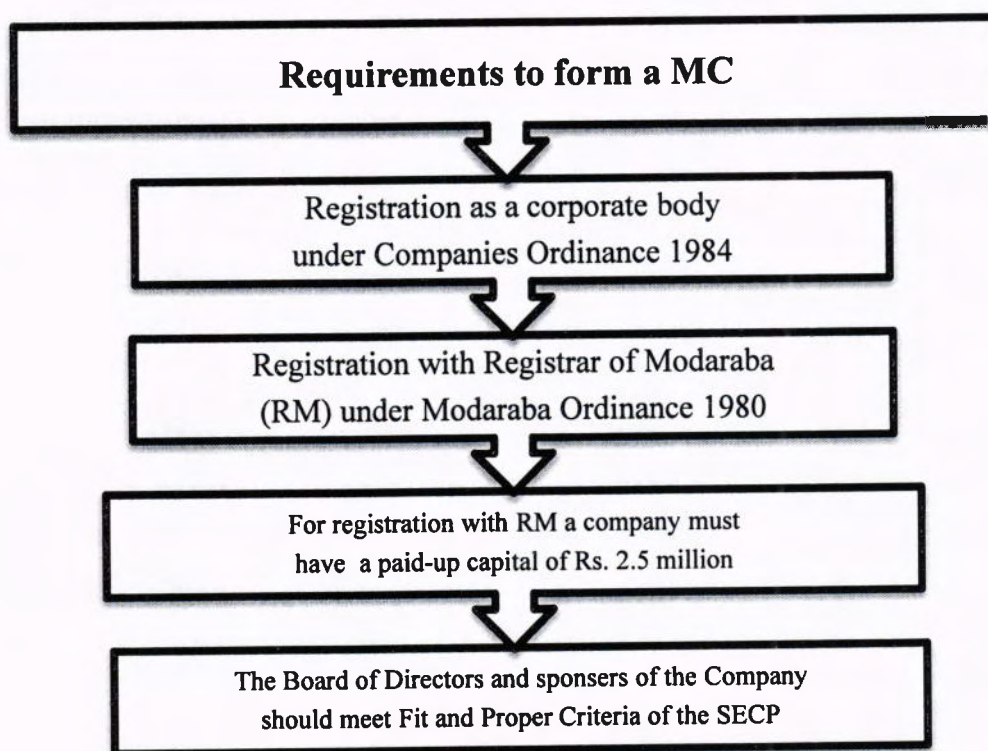 Requirements to form a MC
Registration as a corporate body
under Companies Ordinance 1984
Registration with Registrar of Modaraba
(RM) under Modaraba Ordinance 1980
For registration with RM a company must
have a paid-up capital of Rs. 2.5 million
The Board of Directors and sponsers of the Company
should meet Fit and Proper Criteria of the SECP